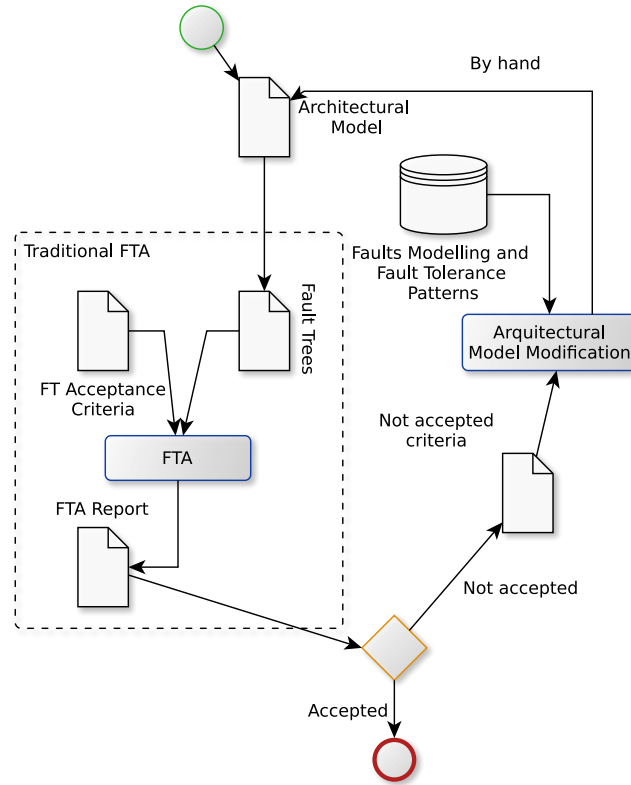 By hand
Architectural
Model
Traditional FTA
Faults Modelling and
Fault Tolerance
Patterns
Fault Trees
Arquitectural
Model Modification
FT Acceptance
Criteria
Not accepted
criteria
FTA
FTA Report
Not accepted
Accepted